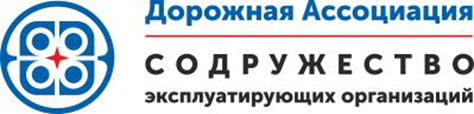 Дорожная Ассоциация
СОДРУЖЕСТВО
эксплуатирующих организаций